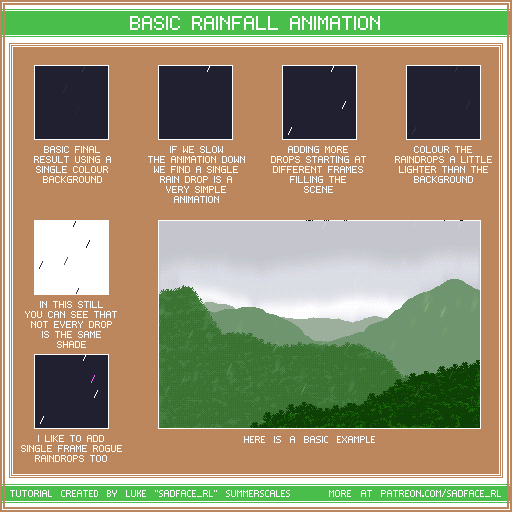 BASIC RAINFALL ANIMATION
BASIC FINAL
RESULT USING A
SINGLE COLOUR
BACKGROUND
IF WE SLOW
THE ANIMATION DOWN
WE FIND A SINGLE
RAIN DROP IS A
VERY SIMPLE
ANIMATION
ADDING MORE
DROPS STARTING AT
DIFFERENT FRAMES
FILLING THE
SCENE
COLOUR THE
RAINDROPS A LITTLE
LIGHTER THAN THE
BACKGROUND
IN THIS STILL
YOU CAN SEE THAT
NOT EVERY DROP
IS THE SAME
SHADE
I LIKE TO ADD
SINGLE FRAME ROGUE
RAINDROPS TOO
HERE IS A BASIC EXAMPLE
TUTORIAL CREATED BY LUKE "SADFACE_RL" SUMMERSCALES
MORE AT PATREON.COM/SADFACE_RL